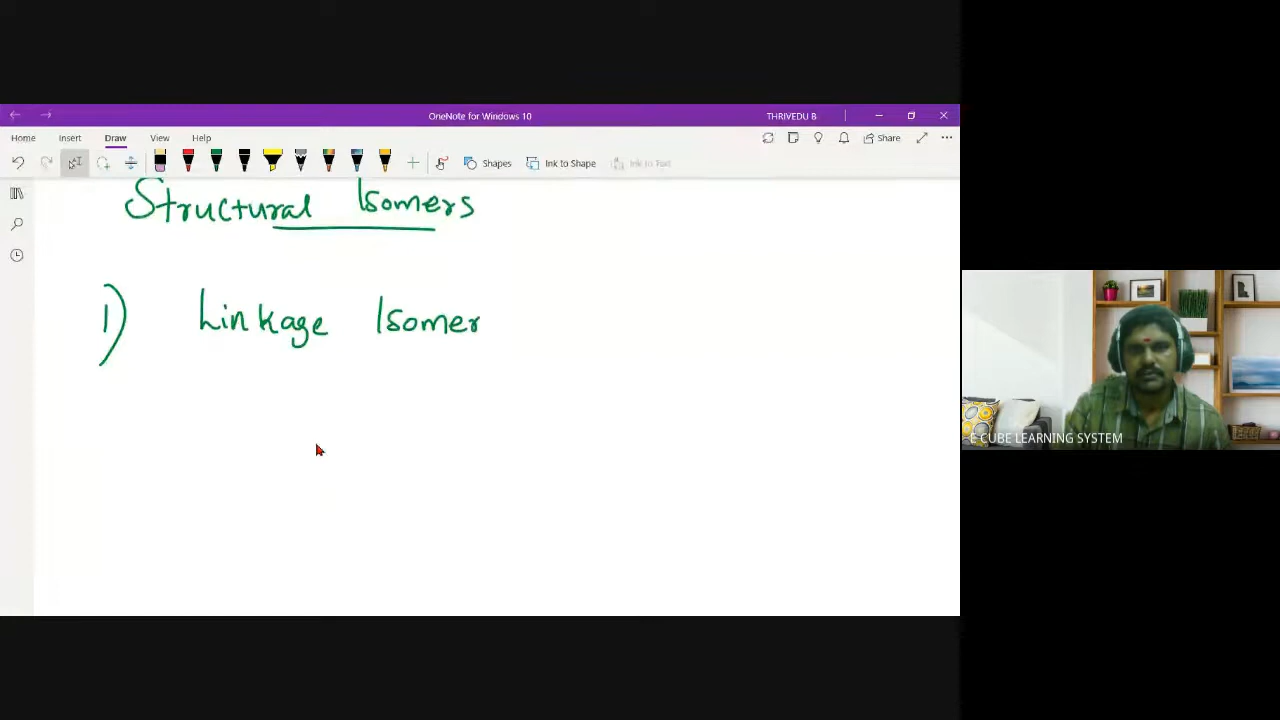 OneNote for Windows 10
THRIVEDU B
Home Insert Draw View Help
Share
Shapes Ink to Shape Ink to Text
Structural Isomers
1) Linkage Isomer
E CUBE LEARNING SYSTEM